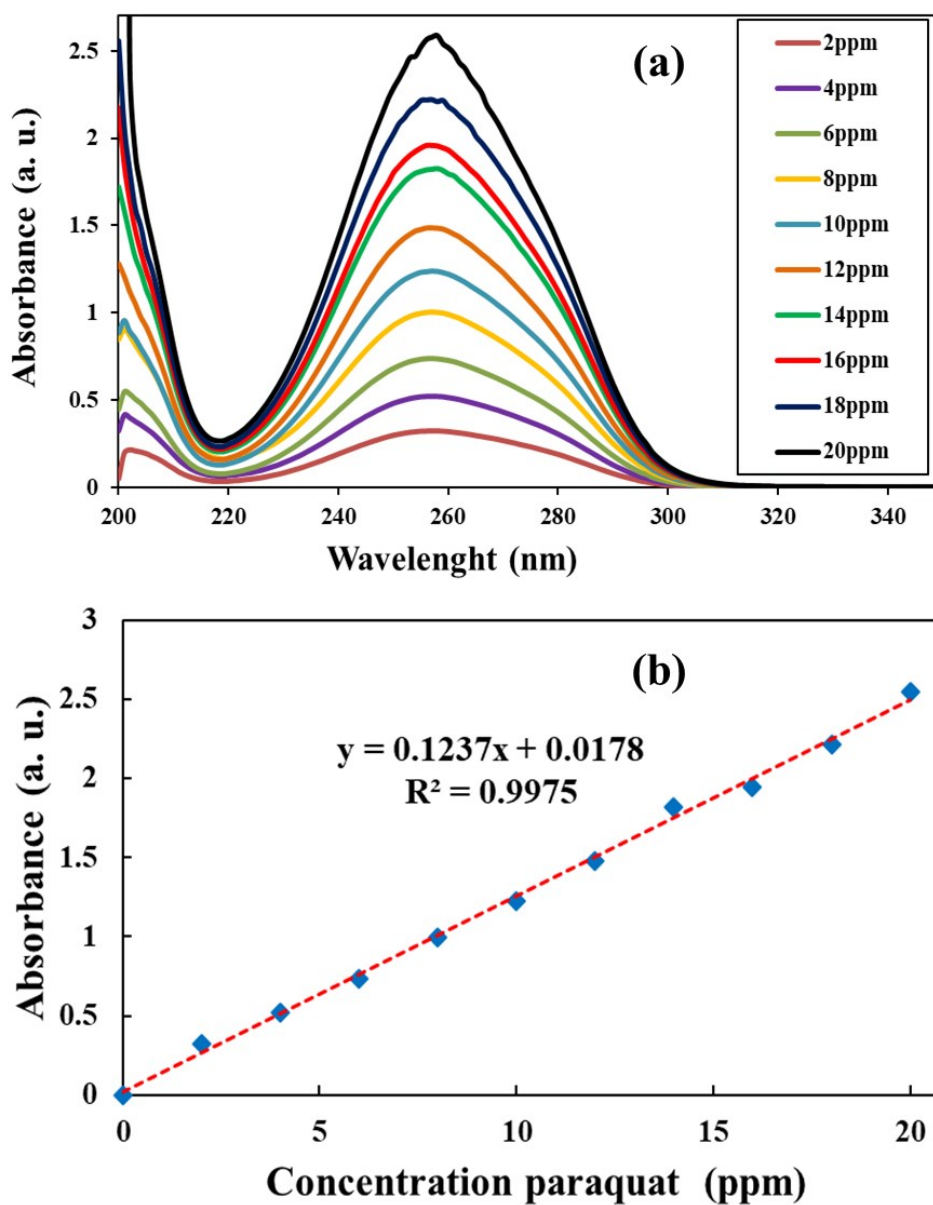 (a)
2ppm
4ppm
6ppm
8ppm
10ppm
12ppm
14ppm
16ppm
18ppm
20ppm
Absorbance (a. u.)
2.5
2
1.5
1
0.5
0
200 220 240 260 280 300 320 340
Wavelenght (nm)
(b)
y = 0.1237x + 0.0178
R² = 0.9975
Absorbance (a. u.)
3
2.5
2
1.5
1
0.5
0
0 5 10 15 20
Concentration paraquat (ppm)